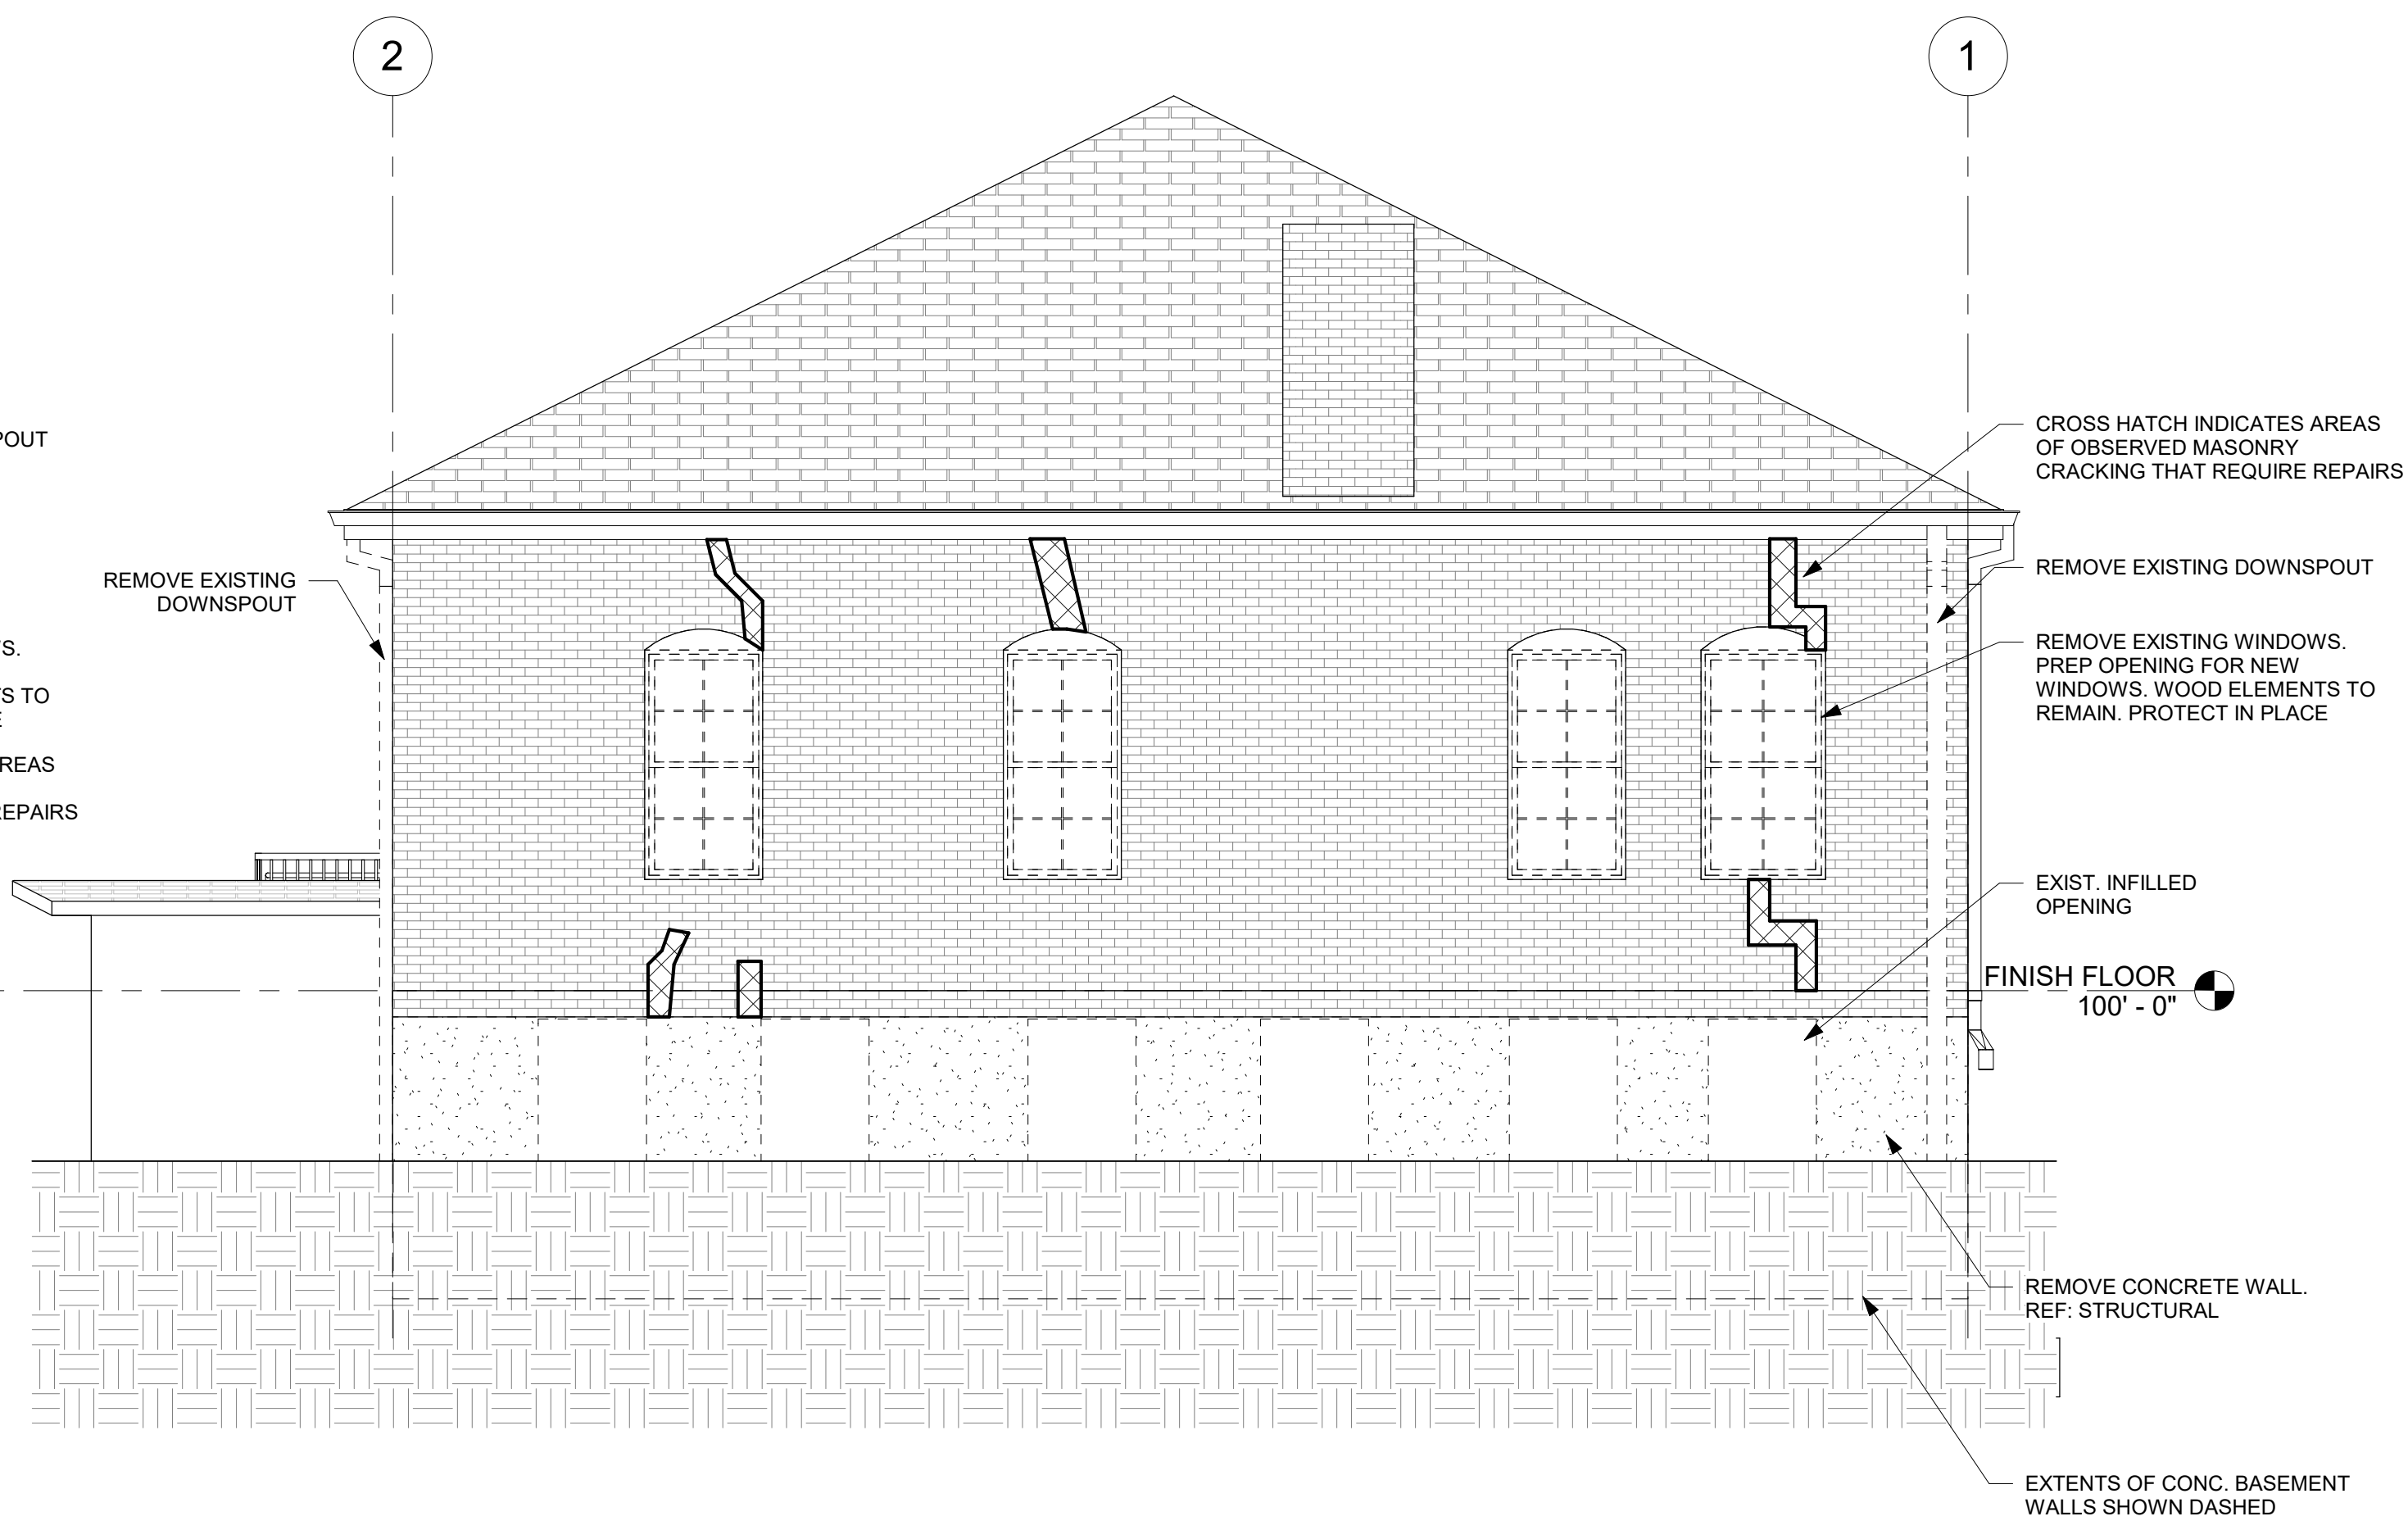 2
1
POUT
CROSS HATCH INDICATES AREAS
OF OBSERVED MASONRY
CRACKING THAT REQUIRE REPAIRS
REMOVE EXISTING
DOWNSPOUT
REMOVE EXISTING DOWNSPOUT
S.
S TO
REMOVE EXISTING WINDOWS.
PREP OPENING FOR NEW
WINDOWS. WOOD ELEMENTS TO
REMAIN. PROTECT IN PLACE
REAS
REPAIRS
EXIST. INFILLED
OPENING
FINISH FLOOR
100' - 0"
REMOVE CONCRETE WALL.
REF: STRUCTURAL
EXTENTS OF CONC. BASEMENT
WALLS SHOWN DASHED